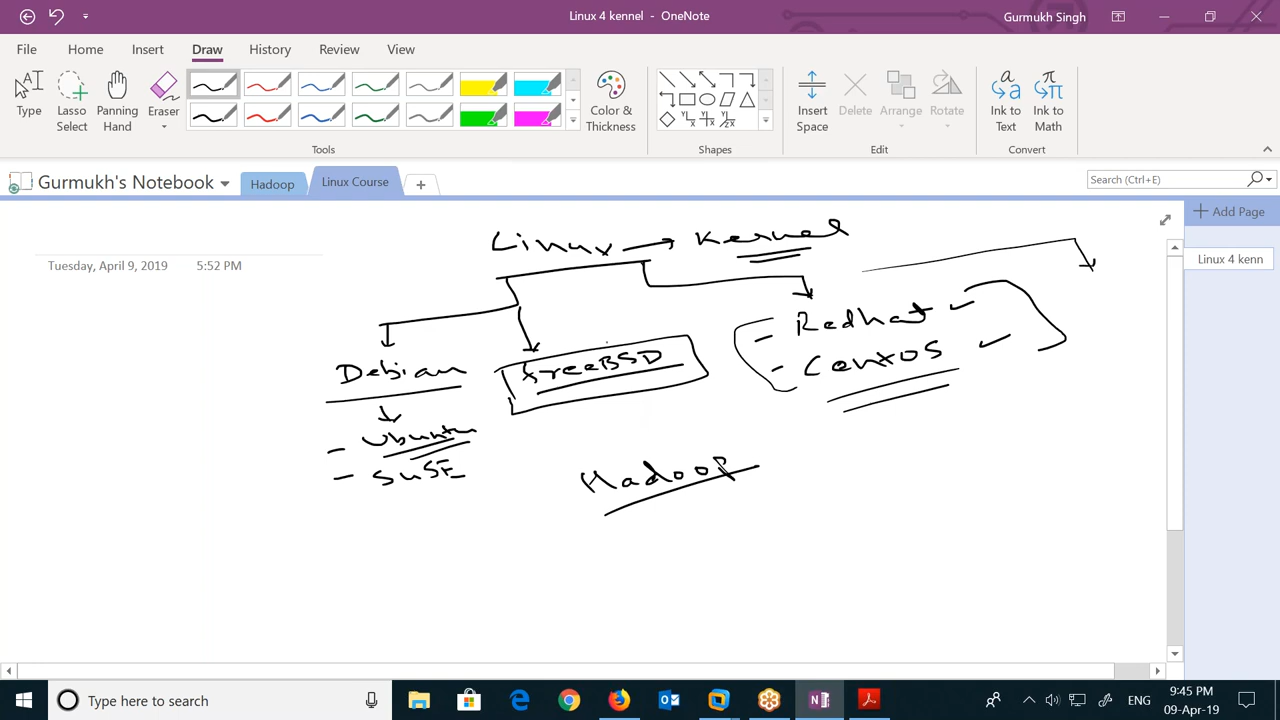 Linux 4 kennel - OneNote
Gurmukh Singh
File Home Insert Draw History Review View
Type
Lasso Select
Panning Hand
Eraser
Color & Thickness
Insert Space
Delete
Arrange
Rotate
Ink to Text
Ink to Math
Tools
Shapes
Edit
Convert
Gurmukh's Notebook
Hadoop
Linux Course
Search (Ctrl+E)
Add Page
Linux 4 kenn
Tuesday, April 9, 2019 5:52 PM
Linux → Kernel
- Redhat
- CentOS
Debian
freeBSD
- Ubuntu
- SuSE
Hadoop
Type here to search
ENG
9:45 PM
09-Apr-19